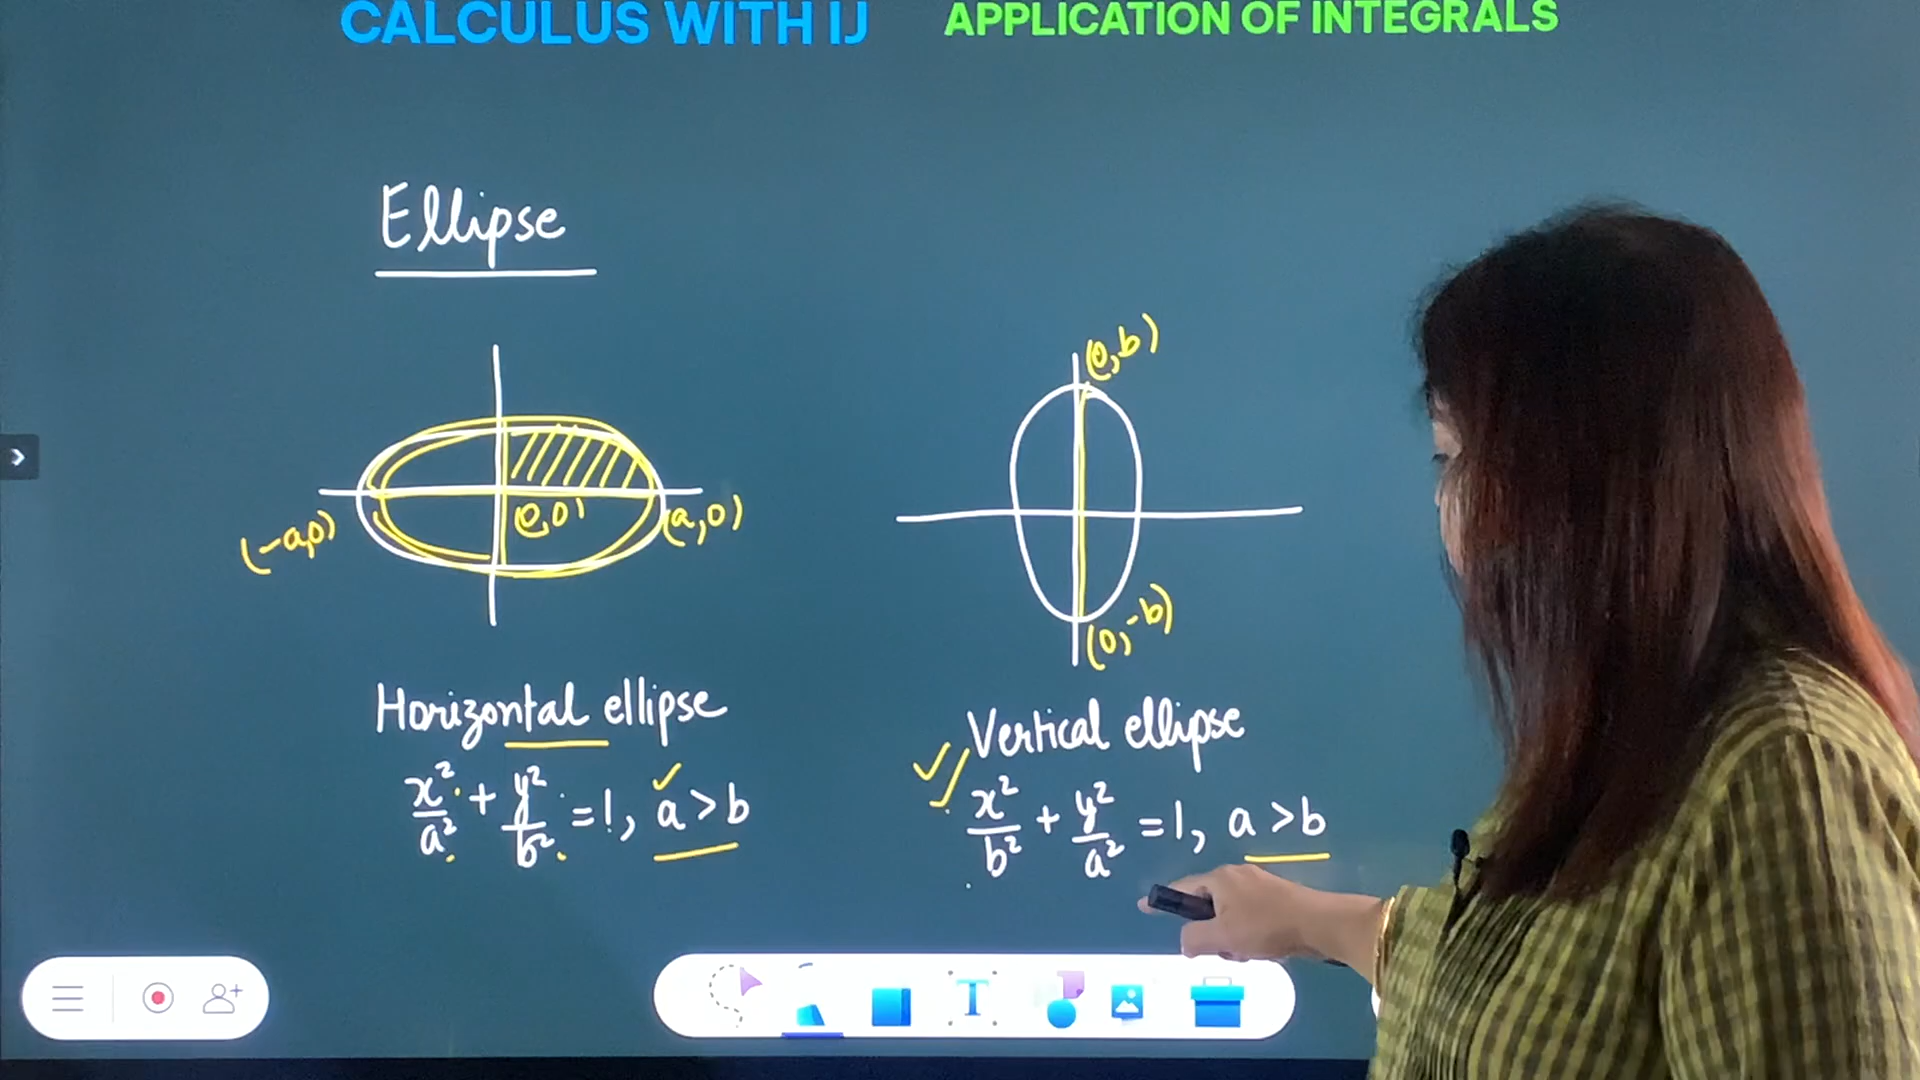 CALCULUS WITH IJ APPLICATION OF INTEGRALS
Ellipse
(0,b)
(0,0)
(-a,0)
(a,0)
(0,-b)
Horizontal ellipse
x²/a² + y²/b² = 1, a > b
Vertical ellipse
x²/b² + y²/a² = 1, a > b
T